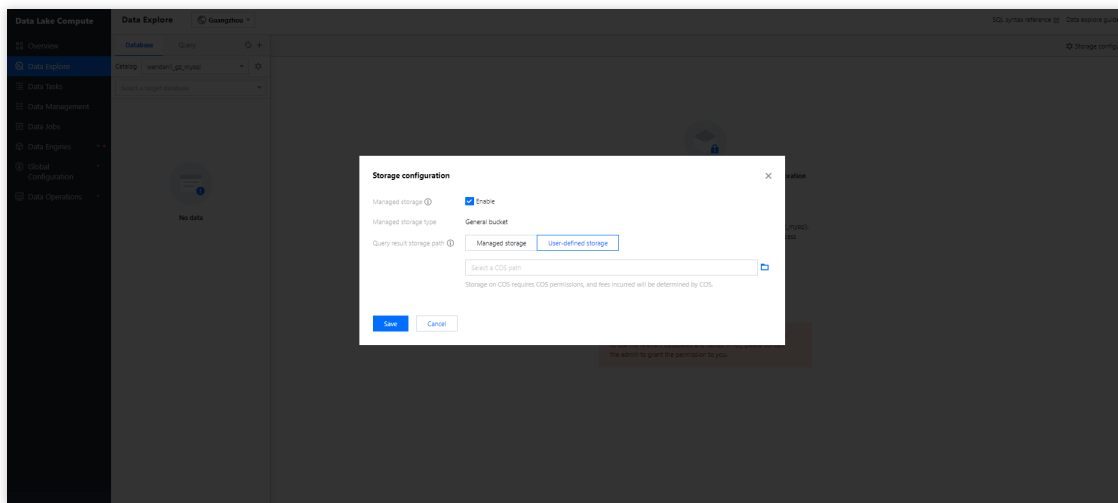 Data Lake Compute
Data Explore
Guangzhou
SQL syntax reference
Data explore guide
Overview
Data Explore
Data Tasks
Data Management
Data Jobs
Data Engines
Global Configuration
Data Operations
Database
Query
Storage config
Catalog
Select a target database
No data
Storage configuration
Managed storage
Enable
Managed storage type
General bucket
Query result storage path
Managed storage
User-defined storage
Select a COS path
Storage on COS requires COS permissions, and fees incurred will be determined by COS.
Save
Cancel
the admin to grant the permission to you.